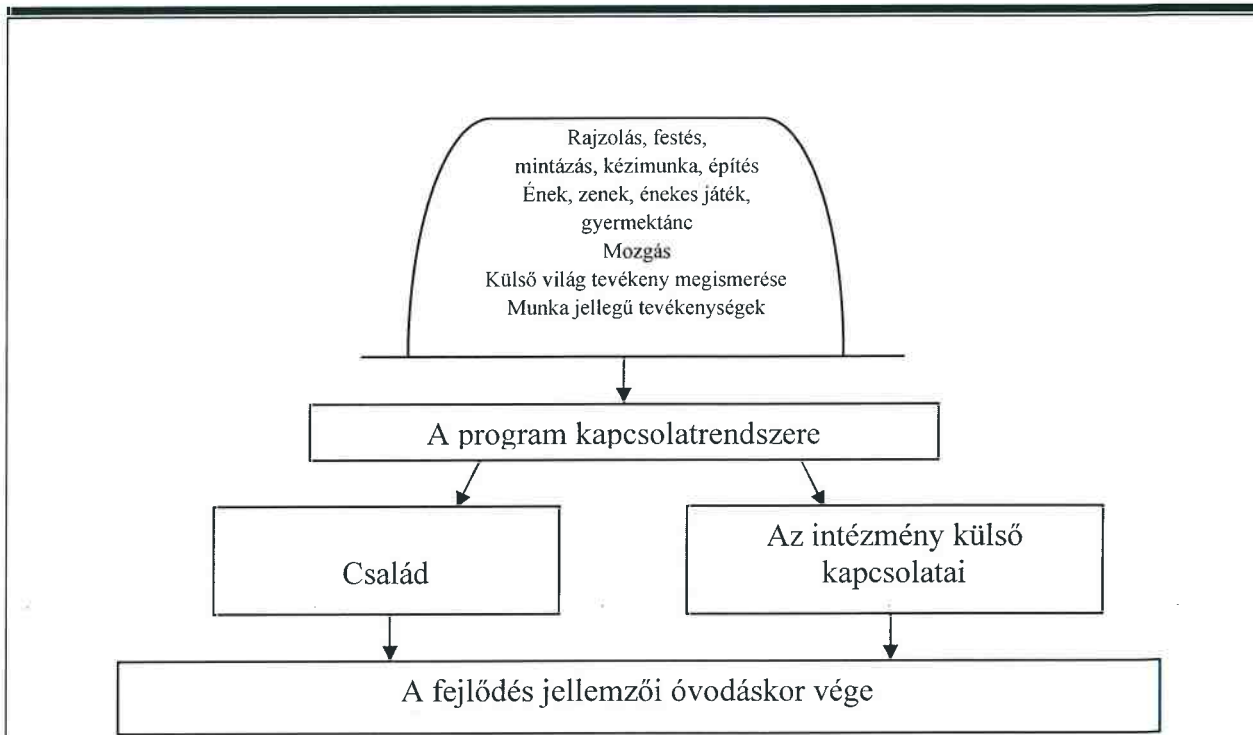 Rajzolás, festés,
mintázás, kézimunka, építés
Ének, zenek, énekes játék,
gyermektánc
Mozgás
Külső világ tevékeny megismerése
Munka jellegű tevékenységek
A program kapcsolatrendszere
Család
Az intézmény külső
kapcsolatai
A fejlődés jellemzői óvodáskor vége